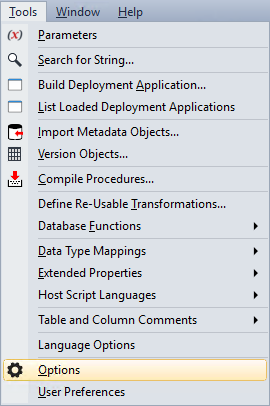 Tools Window Help
(x) Parameters
Search for String...
Build Deployment Application...
List Loaded Deployment Applications
Import Metadata Objects...
Version Objects...
Compile Procedures...
Define Re-Usable Transformations...
Database Functions
Data Type Mappings
Extended Properties
Host Script Languages
Table and Column Comments
Language Options
Options
User Preferences